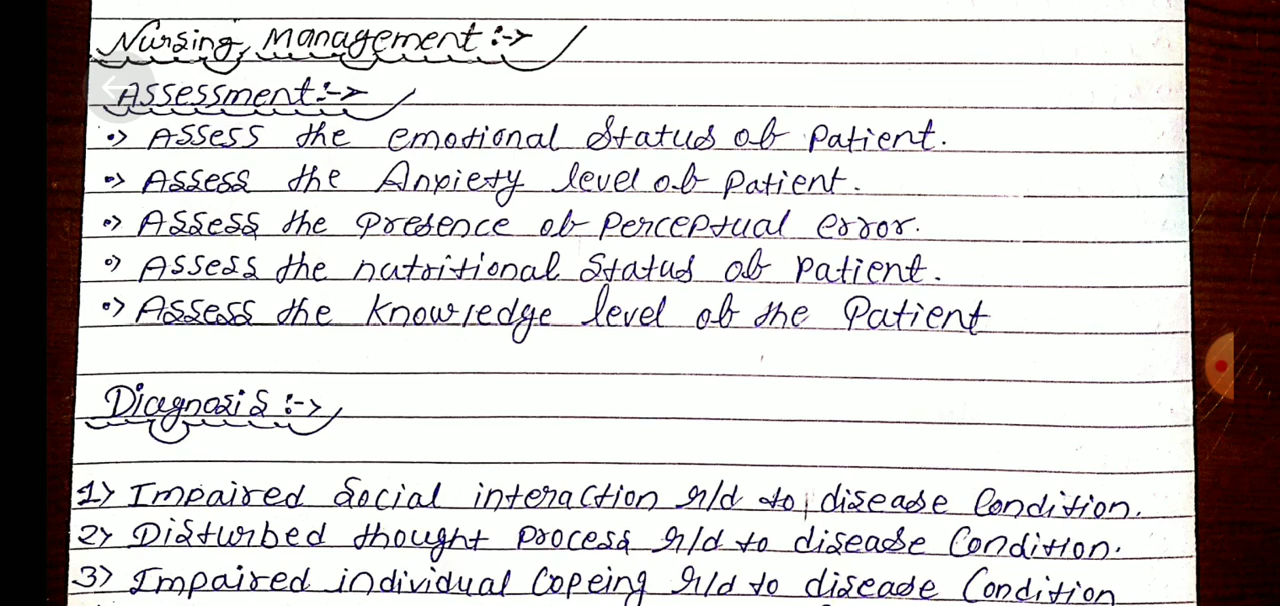 Nursing Management :->
Assessment :->
•> Assess the emotional Status of Patient.
•> Assess the Anxiety level of Patient.
•> Assess the Presence of Perceptual error.
•> Assess the nutritional Status of Patient.
•> Assess the Knowledge level of the Patient
Diagnosis :->
1> Impaired Social interaction r/d to disease Condition.
2> Disturbed thought Process r/d to disease Condition.
3> Impaired individual Copeing r/d to disease Condition